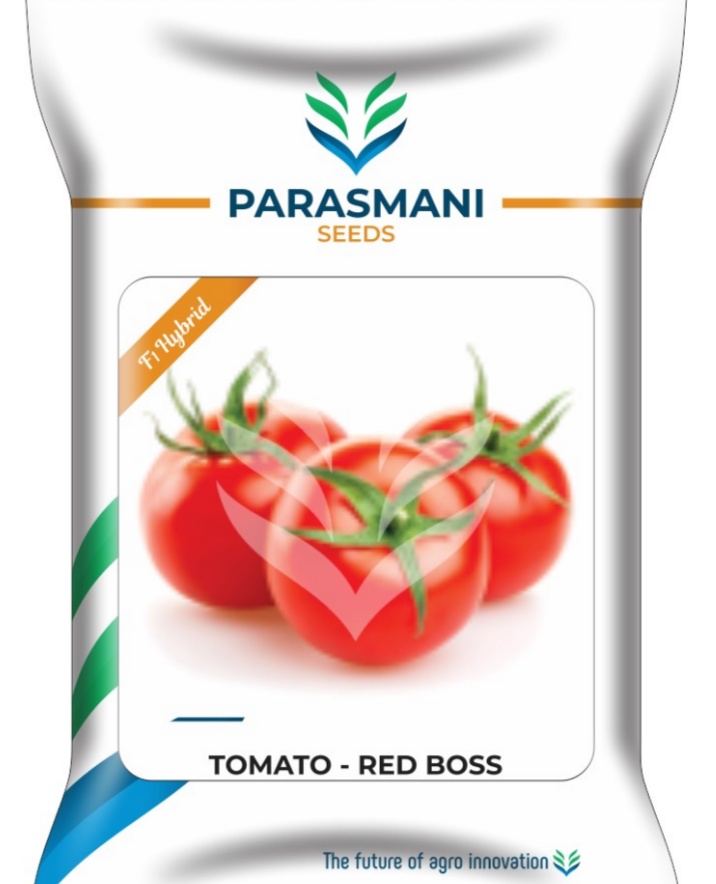 PARASMANI
SEEDS
F1 Hybrid
TOMATO - RED BOSS
The future of agro innovation